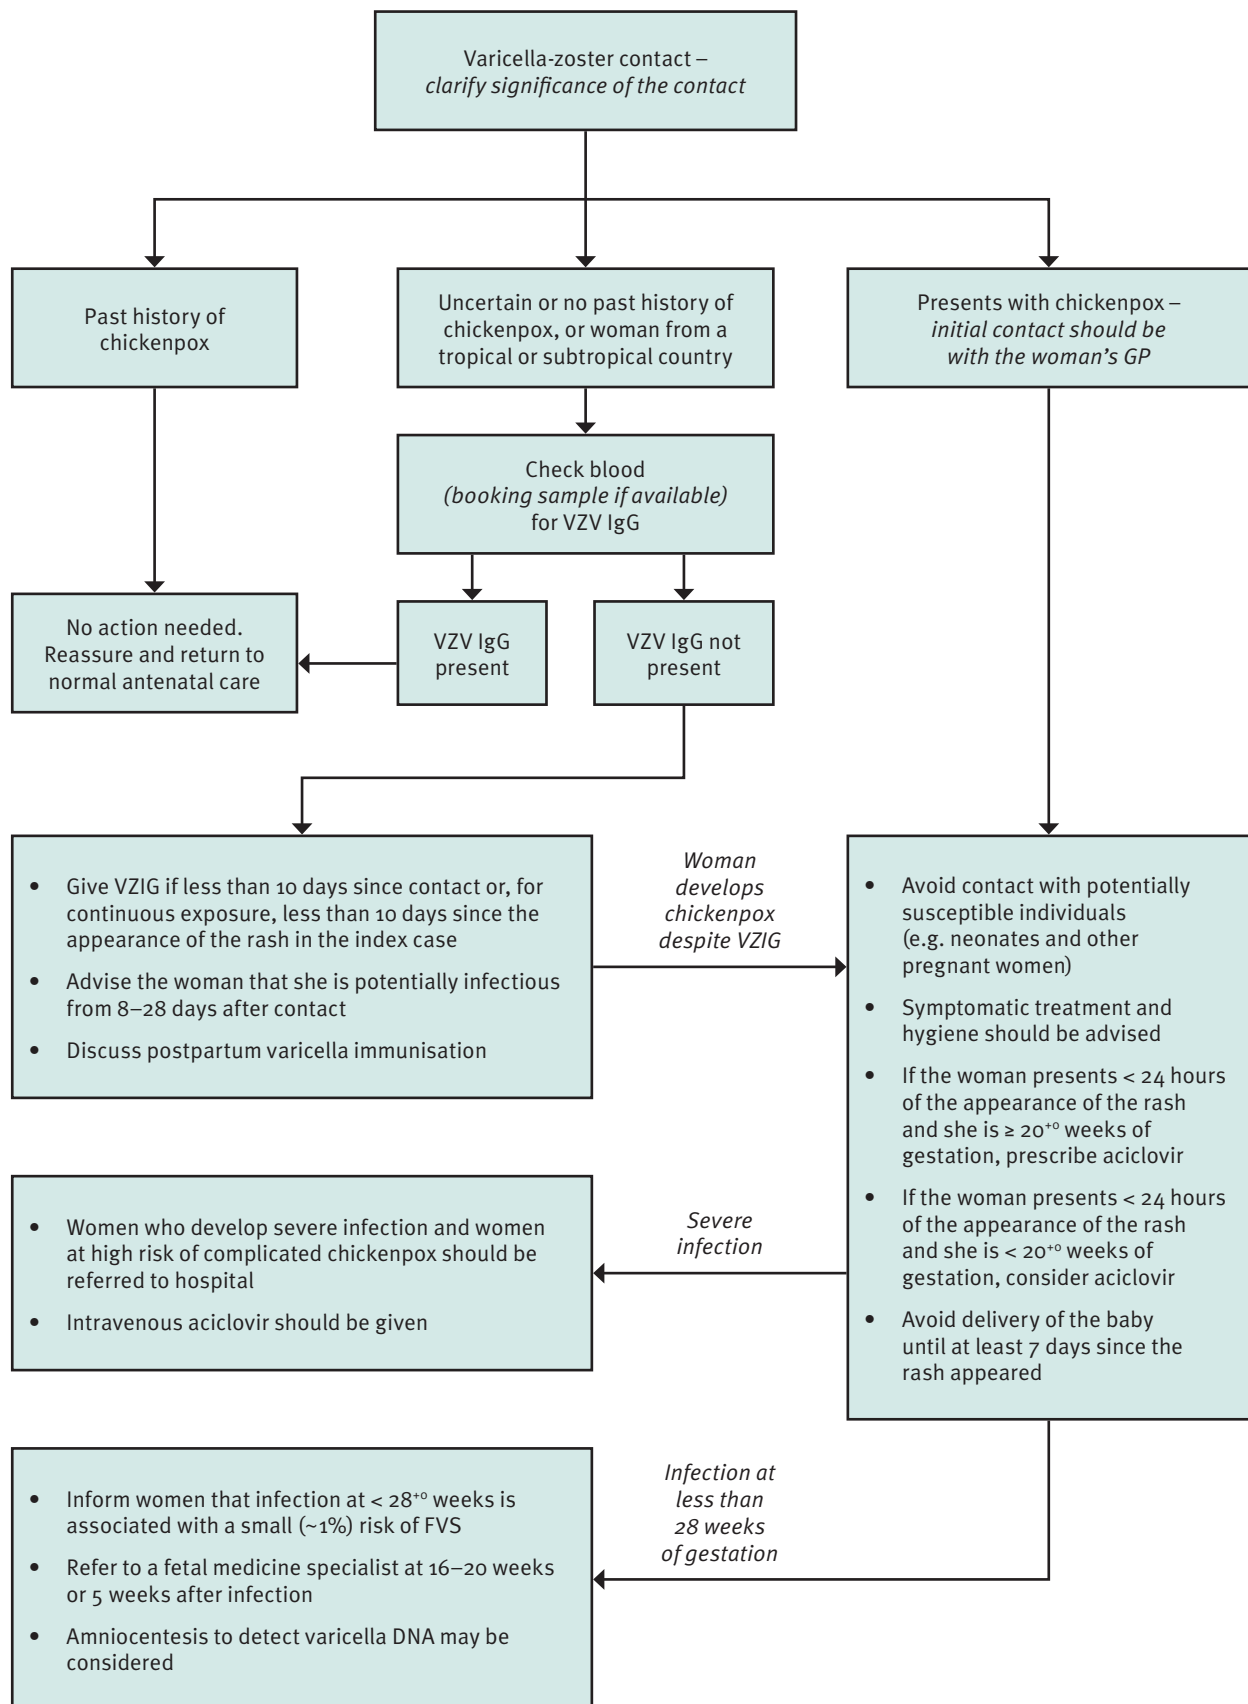 Varicella-zoster contact –
clarify significance of the contact
Past history of
chickenpox
Uncertain or no past history of
chickenpox, or woman from a
tropical or subtropical country
Presents with chickenpox –
initial contact should be
with the woman’s GP
Check blood
(booking sample if available)
for VZV IgG
No action needed.
Reassure and return to
normal antenatal care
VZV IgG
present
VZV IgG not
present
• Give VZIG if less than 10 days since contact or, for
continuous exposure, less than 10 days since the
appearance of the rash in the index case
• Advise the woman that she is potentially infectious
from 8–28 days after contact
• Discuss postpartum varicella immunisation
Woman
develops
chickenpox
despite VZIG
• Avoid contact with potentially
susceptible individuals
(e.g. neonates and other
pregnant women)
• Symptomatic treatment and
hygiene should be advised
• If the woman presents < 24 hours
of the appearance of the rash
and she is ≥ 20⁺⁰ weeks of
gestation, prescribe aciclovir
• If the woman presents < 24 hours
of the appearance of the rash
and she is < 20⁺⁰ weeks of
gestation, consider aciclovir
• Avoid delivery of the baby
until at least 7 days since the
rash appeared
Severe
infection
• Women who develop severe infection and women
at high risk of complicated chickenpox should be
referred to hospital
• Intravenous aciclovir should be given
Infection at
less than
28 weeks
of gestation
• Inform women that infection at < 28⁺⁰ weeks is
associated with a small (~1%) risk of FVS
• Refer to a fetal medicine specialist at 16–20 weeks
or 5 weeks after infection
• Amniocentesis to detect varicella DNA may be
considered